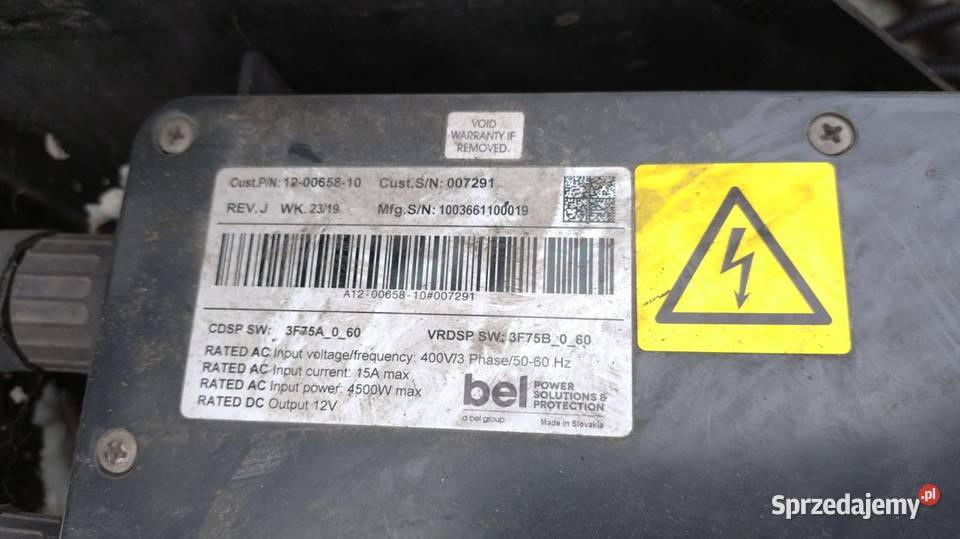 VOID
WARRANTY IF
REMOVED
Cust.P/N: 12-00658-10 Cust.S/N: 007291
REV.J WK. 23/19 Mfg.S/N: 1003661100019
A12-00658-10#007291
CDSP SW: 3F75A_0_60 VRDSP SW: 3F75B_0_60
RATED AC Input voltage/frequency: 400V/3 Phase/50-60 Hz
RATED AC Input current: 15A max
RATED AC Input power: 4500W max
RATED DC Output 12V
bel POWER
SOLUTIONS &
PROTECTION
a bel group
Made in Slovakia
Sprzedajemy.pl